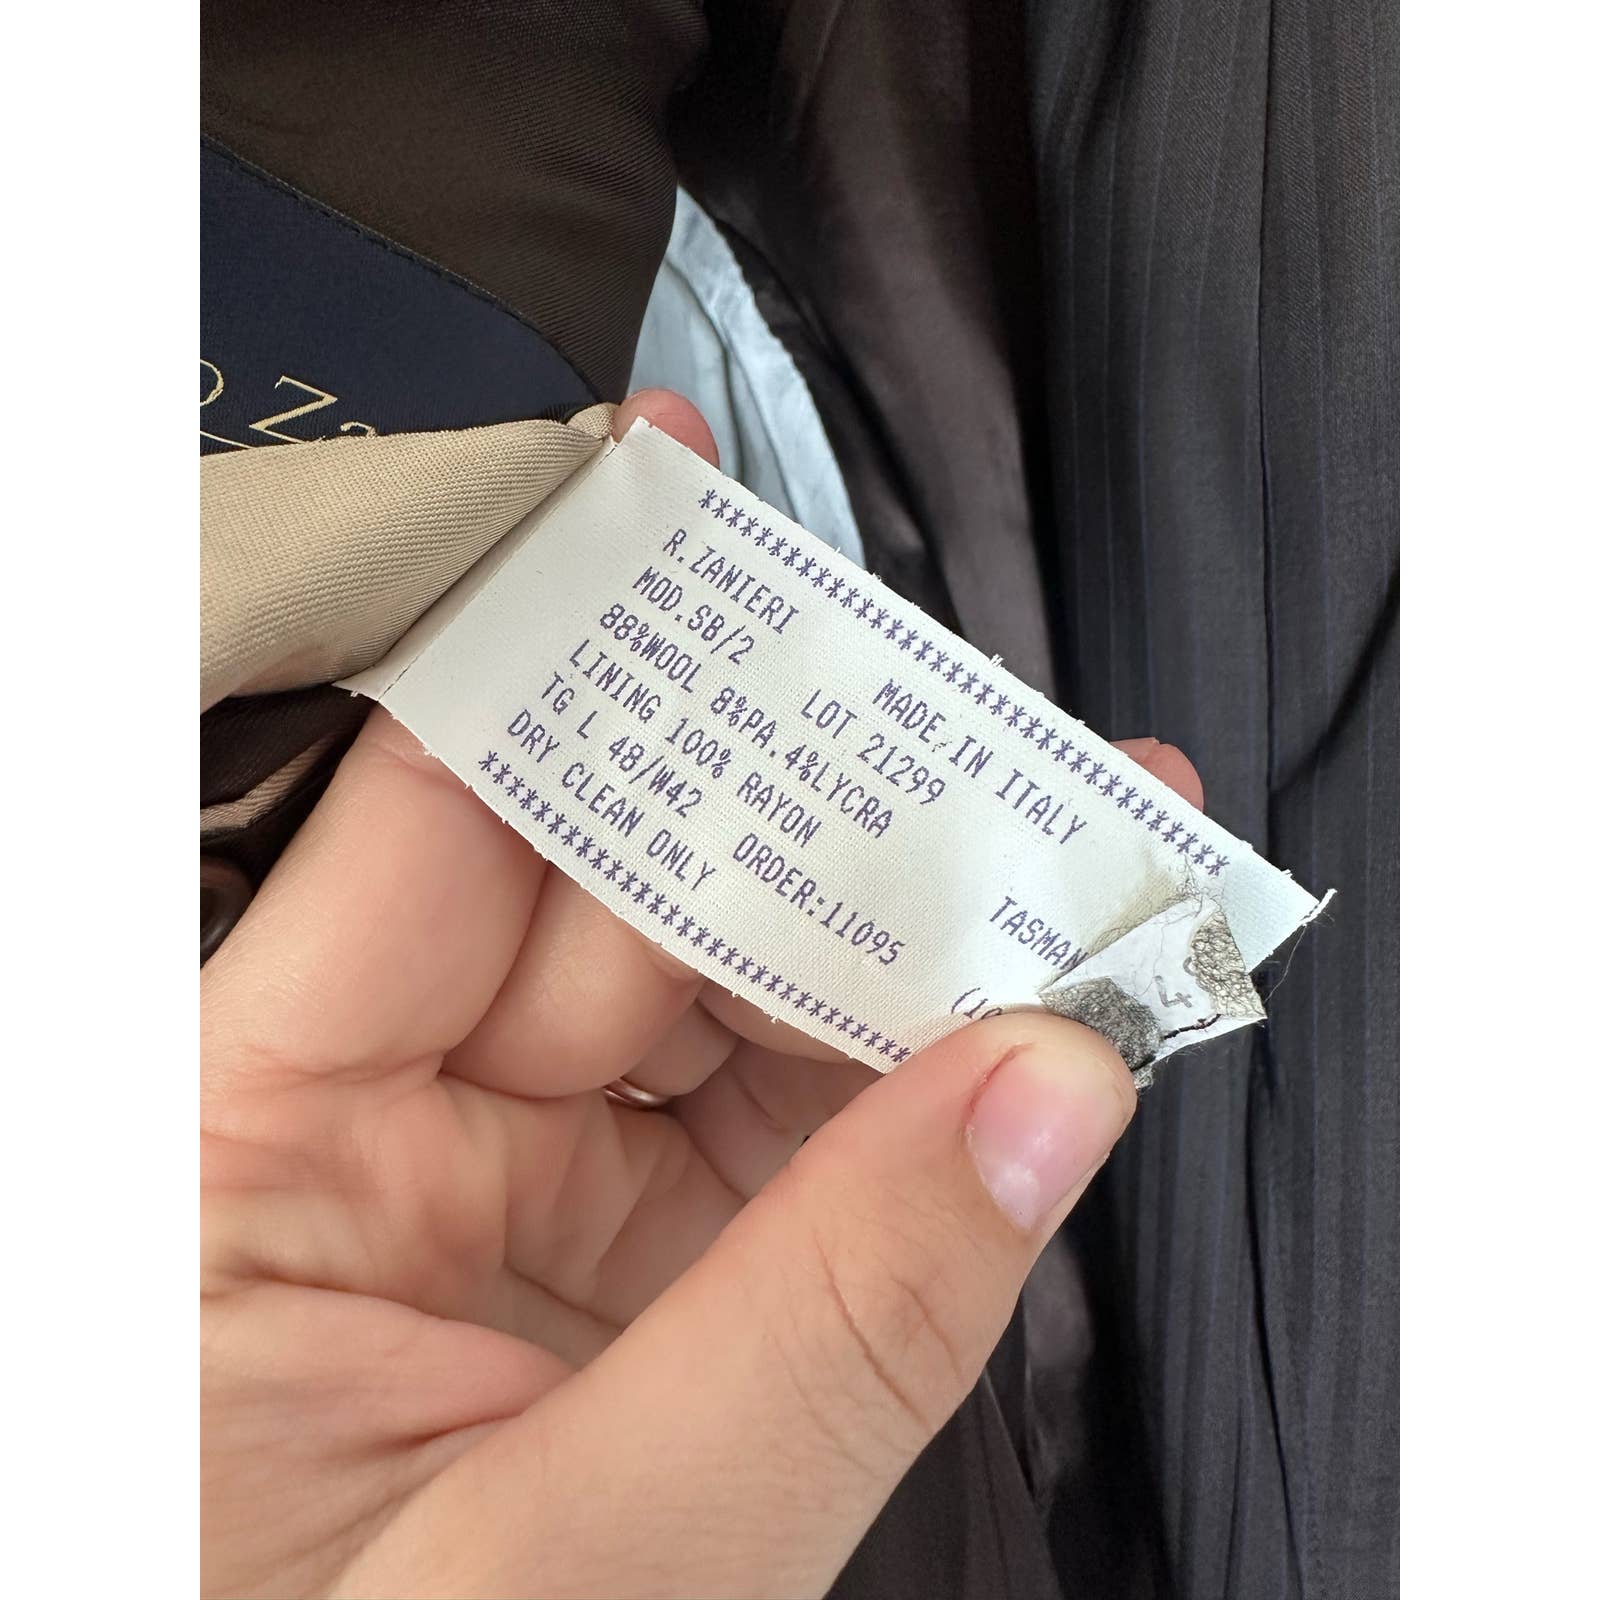 Z
************************************
R.ZANIERI MADE IN ITALY
MOD.SB/2 LOT 21299
88%WOOL 8%PA.4%LYCRA
LINING 100% RAYON TASMAN
TG L 48/W42 ORDER:11095
DRY CLEAN ONLY
******************************